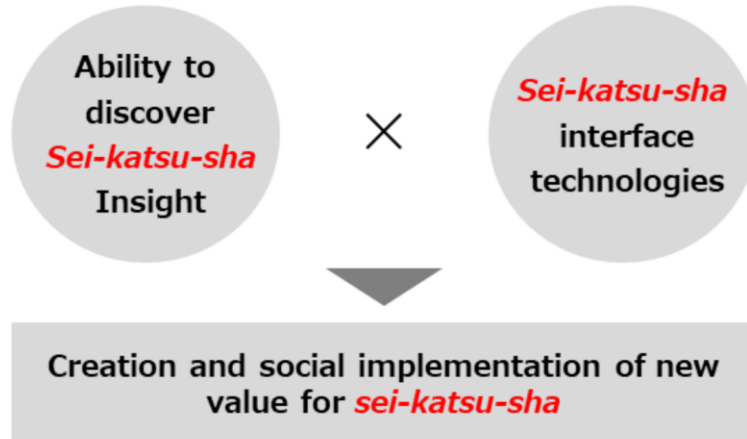 Ability to
discover
Sei-katsu-sha
Insight
×
Sei-katsu-sha
interface
technologies
Creation and social implementation of new
value for sei-katsu-sha